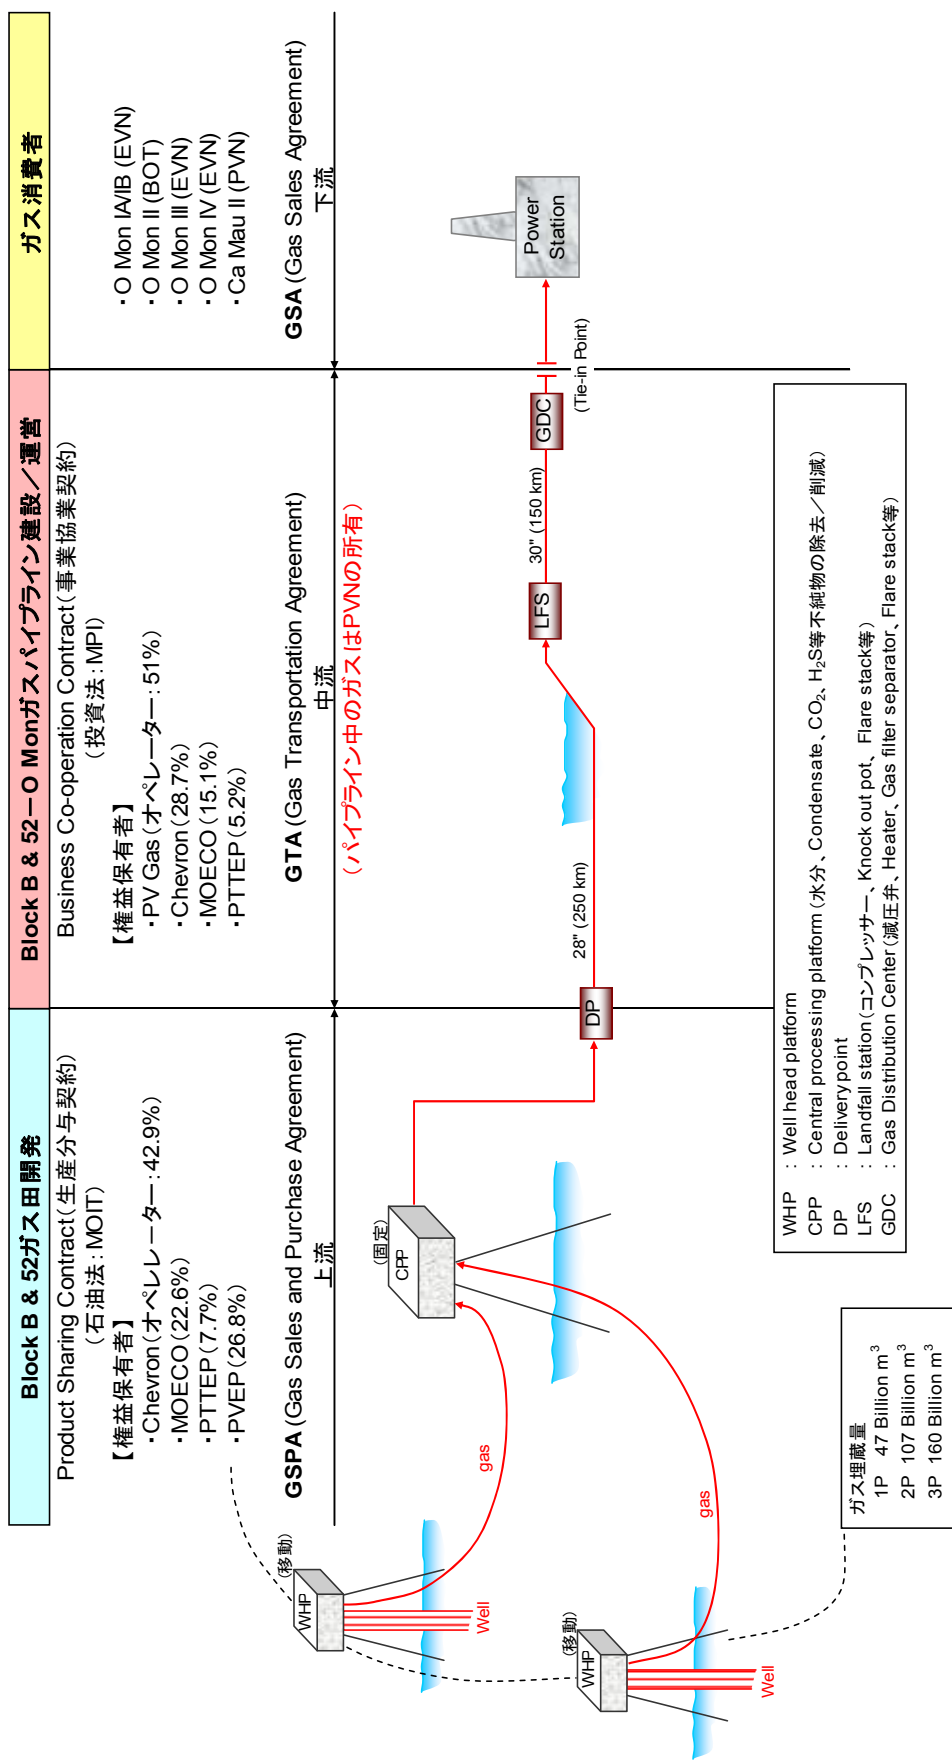 Block B & 52ガス田開発
Product Sharing Contract(生産分与契約)
(石油法:MOIT)
【権益保有者】
・Chevron(オペレレーター:42.9%)
・MOECO(22.6%)
・PTTEP(7.7%)
・PVEP(26.8%)
GSPA (Gas Sales and Purchase Agreement)
上流
Block B & 52-O Monガスパイプライン建設/運営
Business Co-operation Contract(事業協業契約)
(投資法:MPI)
【権益保有者】
・PV Gas(オペレーター:51%)
・Chevron(28.7%)
・MOECO(15.1%)
・PTTEP(5.2%)
GTA (Gas Transportation Agreement)
中流
(パイプライン中のガスはPVNの所有)
ガス消費者
・O Mon IA/IB (EVN)
・O Mon II (BOT)
・O Mon III (EVN)
・O Mon IV (EVN)
・Ca Mau II (PVN)
GSA (Gas Sales Agreement)
下流
(移動)
WHP
Well
gas
(移動)
WHP
Well
gas
(固定)
CPP
DP
28" (250 km)
LFS
30" (150 km)
GDC
(Tie-in Point)
Power
Station
ガス埋蔵量
1P 47 Billion m³
2P 107 Billion m³
3P 160 Billion m³
WHP : Well head platform
CPP : Central processing platform (水分、Condensate、CO₂、H₂S等不純物の除去/削減)
DP : Delivery point
LFS : Landfall station(コンプレッサー、Knock out pot、Flare stack等)
GDC : Gas Distribution Center(減圧弁、Heater、Gas filter separator、Flare stack等)